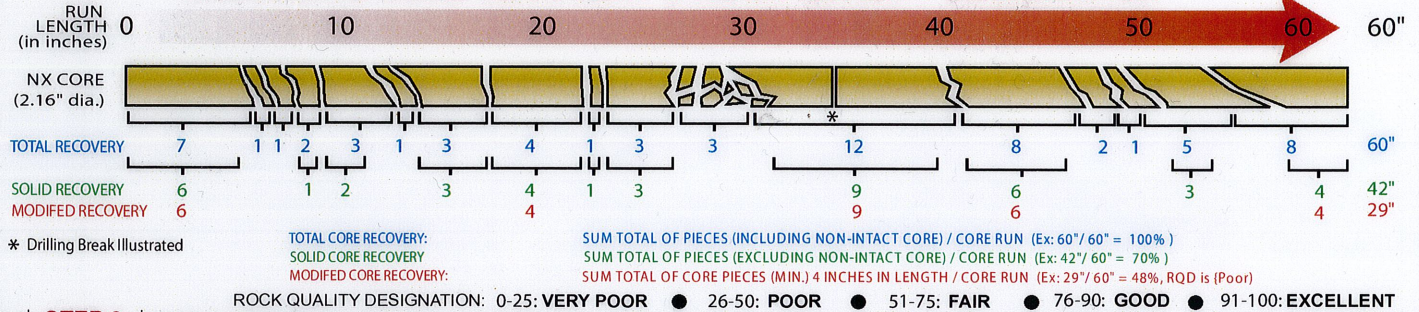 RUN
LENGTH
(in inches)
0 10 20 30 40 50 60 60"
NX CORE
(2.16" dia.)
*
TOTAL RECOVERY 7 1 1 2 3 1 3 4 1 3 3 12 8 2 1 5 8 60"
SOLID RECOVERY 6 1 2 3 4 1 3 9 6 3 4 42"
MODIFED RECOVERY 6 4 9 6 4 29"
* Drilling Break Illustrated
TOTAL CORE RECOVERY: SUM TOTAL OF PIECES (INCLUDING NON-INTACT CORE) / CORE RUN (Ex: 60"/ 60" = 100% )
SOLID CORE RECOVERY SUM TOTAL OF PIECES (EXCLUDING NON-INTACT CORE) / CORE RUN (Ex: 42"/ 60" = 70% )
MODIFED CORE RECOVERY: SUM TOTAL OF CORE PIECES (MIN.) 4 INCHES IN LENGTH / CORE RUN (Ex: 29"/ 60" = 48%, RQD is (Poor)
ROCK QUALITY DESIGNATION: 0-25: VERY POOR ● 26-50: POOR ● 51-75: FAIR ● 76-90: GOOD ● 91-100: EXCELLENT